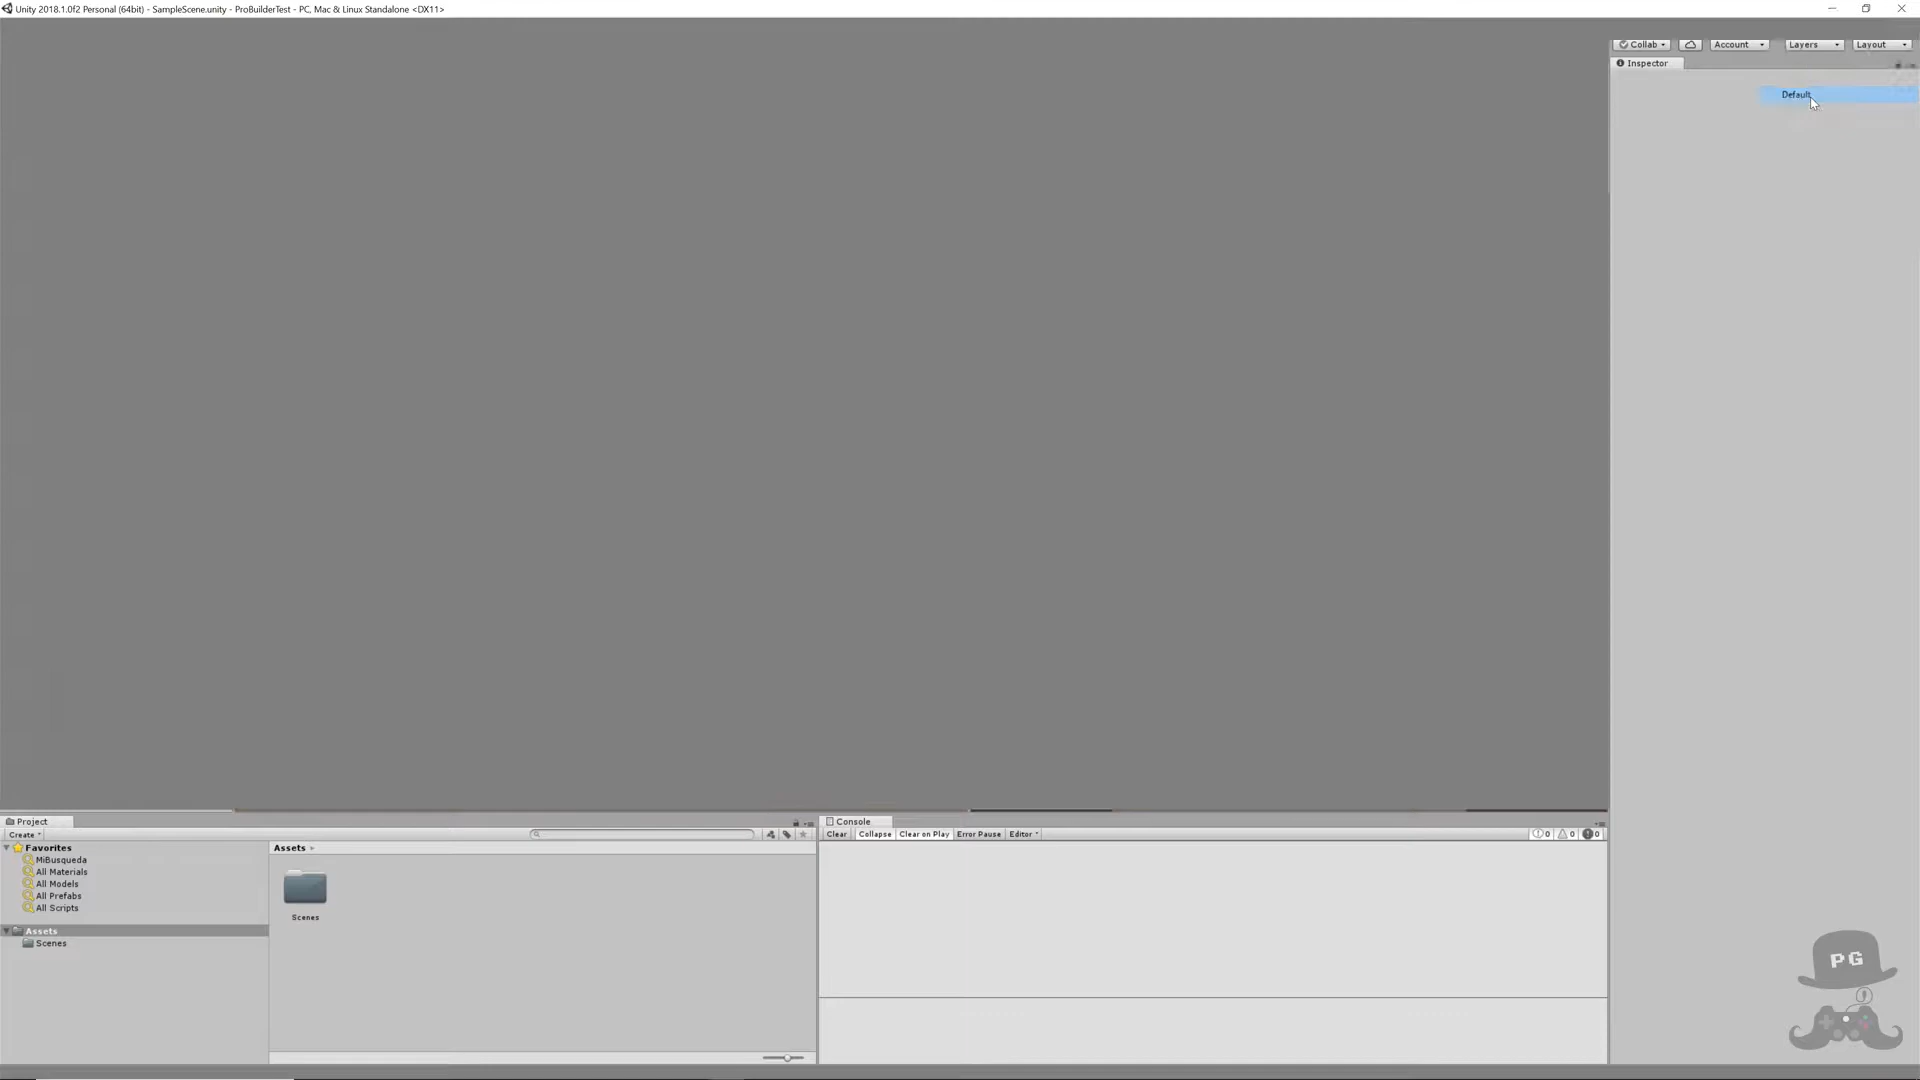 Unity 2018.1.0f2 Personal (64bit) - SampleScene.unity - ProBuilderTest - PC, Mac & Linux Standalone <DX11>
Collab Account Layers Layout
Inspector
Default
Project
Create
Favorites
MiBusqueda
All Materials
All Models
All Prefabs
All Scripts
Assets
Scenes
Assets
Scenes
Console
Clear Collapse Clear on Play Error Pause Editor 0 0 0
PG